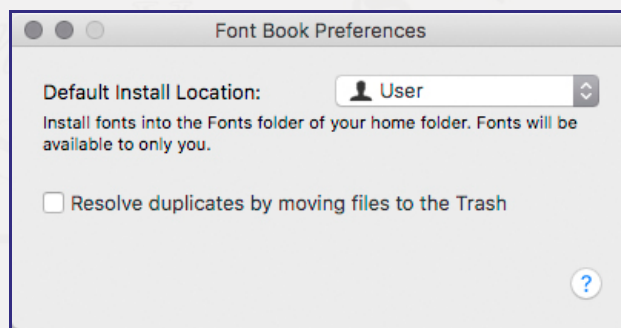 Font Book Preferences
Default Install Location: User
Install fonts into the Fonts folder of your home folder. Fonts will be
available to only you.
Resolve duplicates by moving files to the Trash
?